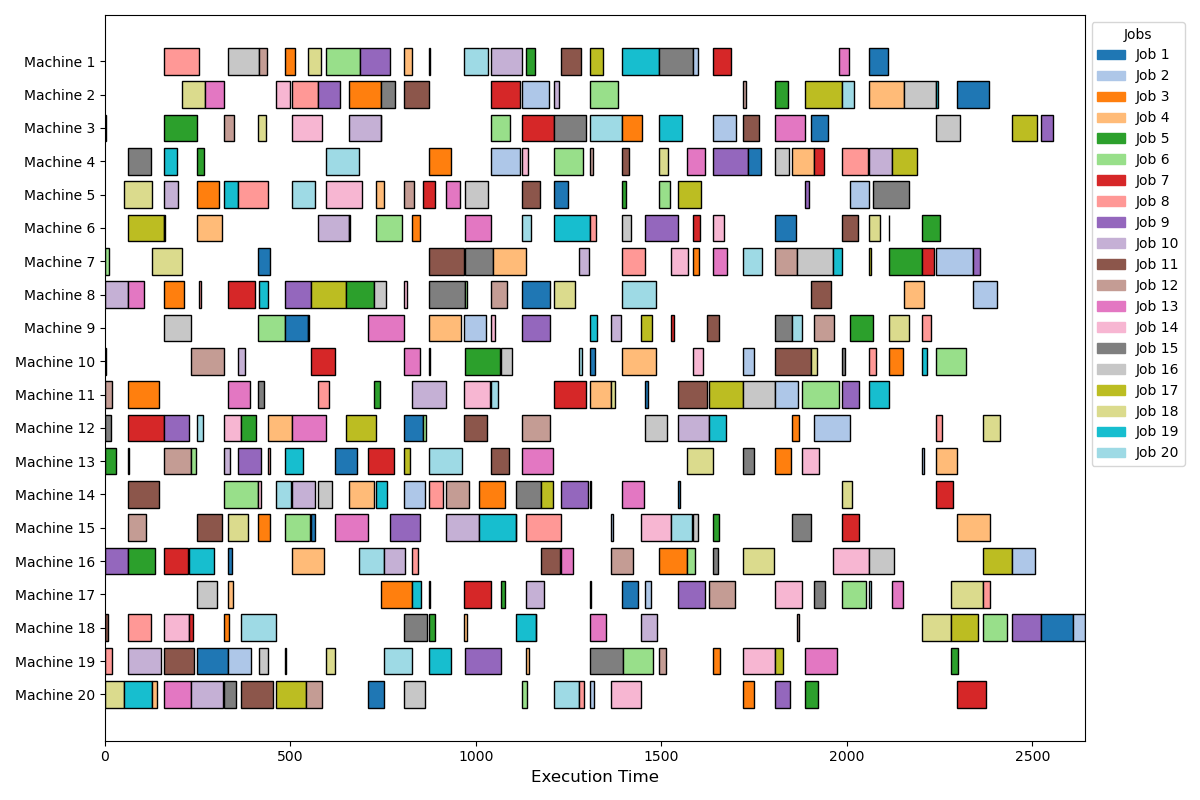 Machine 1
Machine 2
Machine 3
Machine 4
Machine 5
Machine 6
Machine 7
Machine 8
Machine 9
Machine 10
Machine 11
Machine 12
Machine 13
Machine 14
Machine 15
Machine 16
Machine 17
Machine 18
Machine 19
Machine 20
0 500 1000 1500 2000 2500
Execution Time
Jobs
Job 1
Job 2
Job 3
Job 4
Job 5
Job 6
Job 7
Job 8
Job 9
Job 10
Job 11
Job 12
Job 13
Job 14
Job 15
Job 16
Job 17
Job 18
Job 19
Job 20